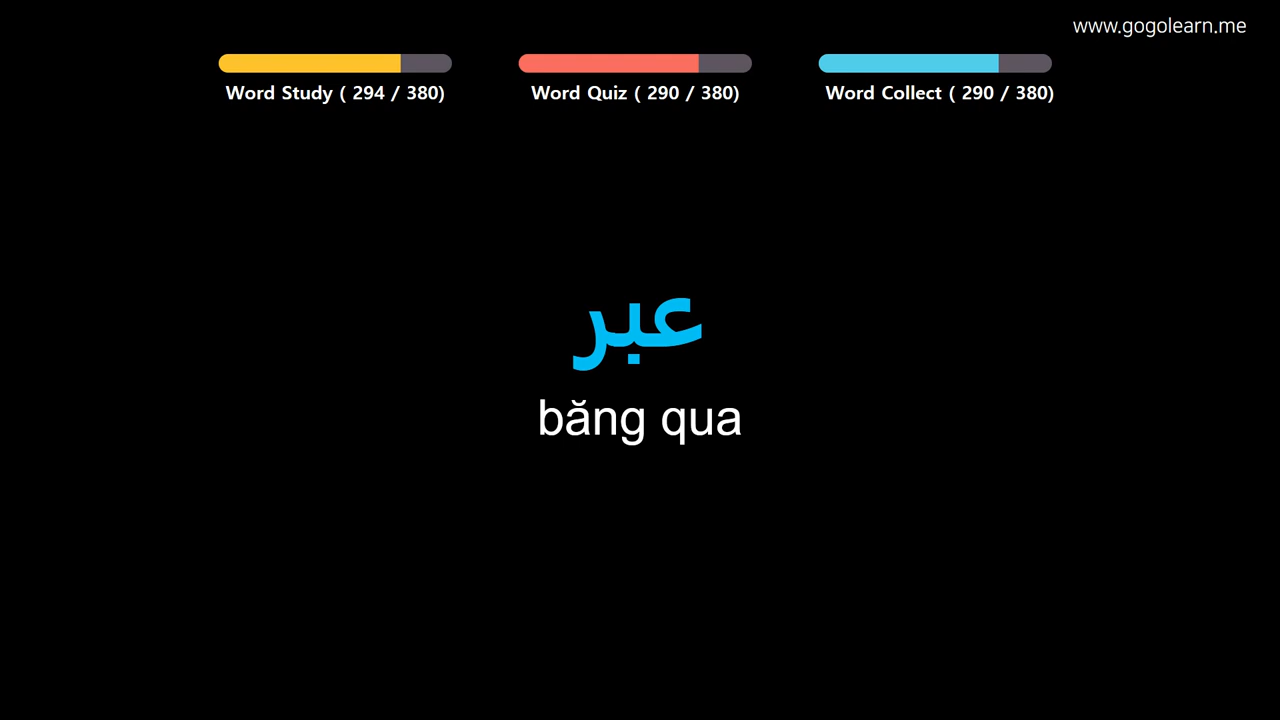 www.gogolearn.me
Word Study ( 294 / 380)
Word Quiz ( 290 / 380)
Word Collect ( 290 / 380)
عبر
băng qua